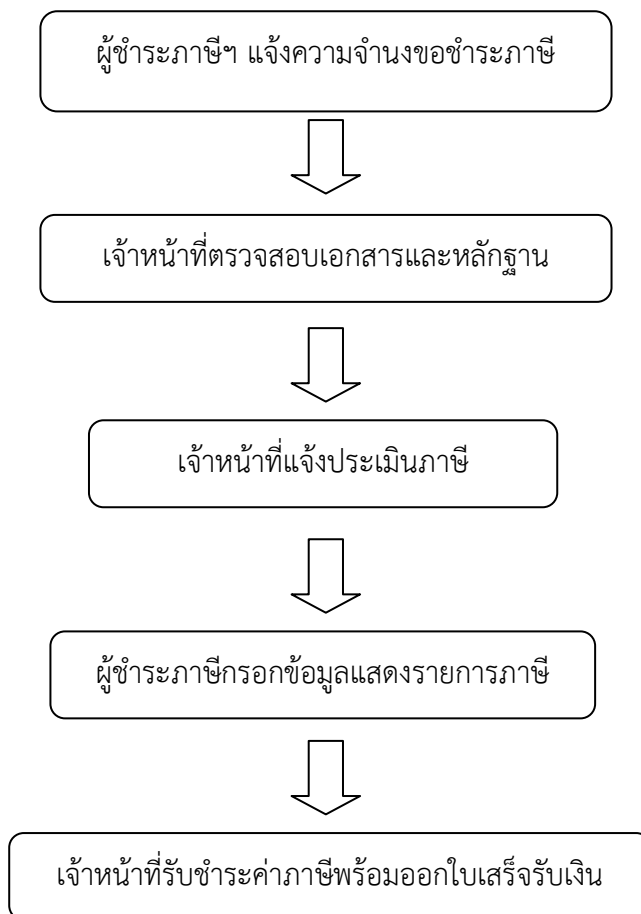 ผู้ชำระภาษีฯ แจ้งความจำนงขอชำระภาษี
เจ้าหน้าที่ตรวจสอบเอกสารและหลักฐาน
เจ้าหน้าที่แจ้งประเมินภาษี
ผู้ชำระภาษีกรอกข้อมูลแสดงรายการภาษี
เจ้าหน้าที่รับชำระค่าภาษีพร้อมออกใบเสร็จรับเงิน